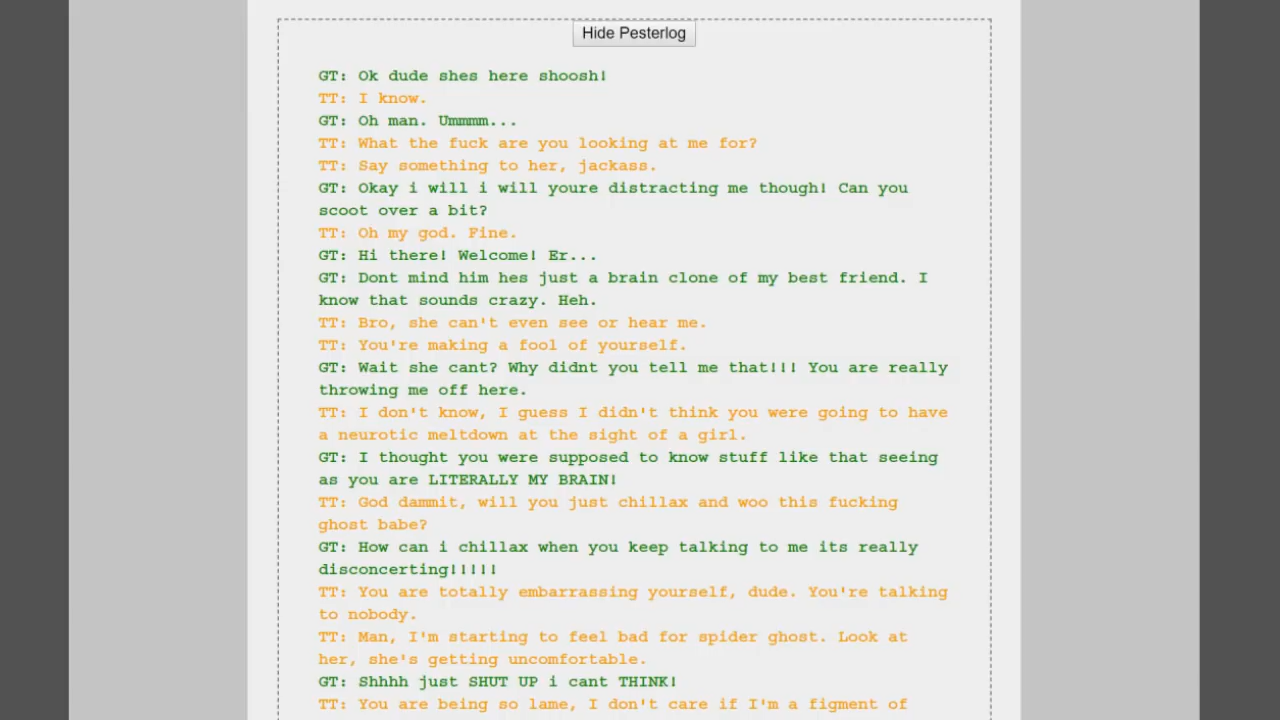 Hide Pesterlog
GT: Ok dude shes here shoosh!
TT: I know.
GT: Oh man. Ummmm...
TT: What the fuck are you looking at me for?
TT: Say something to her, jackass.
GT: Okay i will i will youre distracting me though! Can you
scoot over a bit?
TT: Oh my god. Fine.
GT: Hi there! Welcome! Er...
GT: Dont mind him hes just a brain clone of my best friend. I
know that sounds crazy. Heh.
TT: Bro, she can't even see or hear me.
TT: You're making a fool of yourself.
GT: Wait she cant? Why didnt you tell me that!!! You are really
throwing me off here.
TT: I don't know, I guess I didn't think you were going to have
a neurotic meltdown at the sight of a girl.
GT: I thought you were supposed to know stuff like that seeing
as you are LITERALLY MY BRAIN!
TT: God dammit, will you just chillax and woo this fucking
ghost babe?
GT: How can i chillax when you keep talking to me its really
disconcerting!!!!!
TT: You are totally embarrassing yourself, dude. You're talking
to nobody.
TT: Man, I'm starting to feel bad for spider ghost. Look at
her, she's getting uncomfortable.
GT: Shhhh just SHUT UP i cant THINK!
TT: You are being so lame, I don't care if I'm a figment of